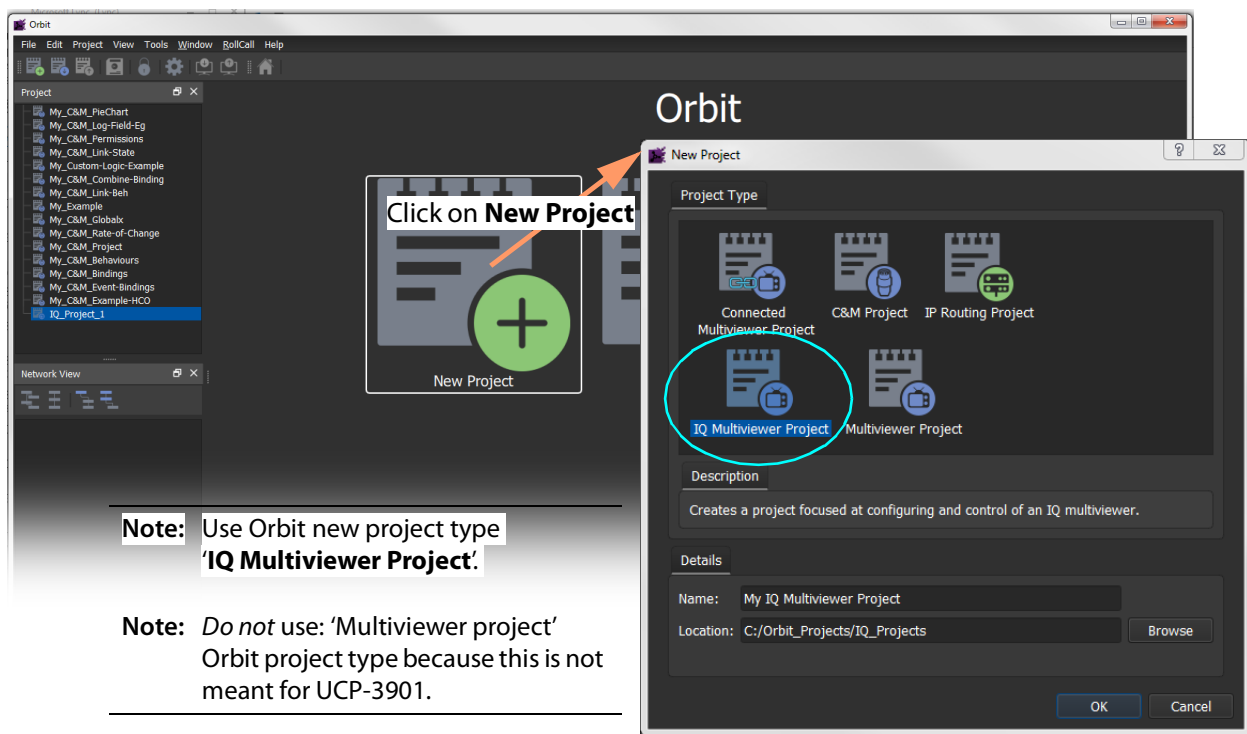 Orbit
File Edit Project View Tools Window RollCall Help
Project
My_C&M_PieChart
My_C&M_Log-Field-Eg
My_C&M_Permissions
My_C&M_Link-State
My_Custom-Logic-Example
My_C&M_Combine-Binding
My_C&M_Link-Beh
My_Example
My_C&M_Globalx
My_C&M_Rate-of-Change
My_C&M_Project
My_C&M_Behaviours
My_C&M_Bindings
My_C&M_Event-Bindings
My_C&M_Example-HCO
IQ_Project_1
Network View
Orbit
Click on New Project
New Project
New Project
Project Type
Connected
Multiviewer Project
C&M Project
IP Routing Project
IQ Multiviewer Project
Multiviewer Project
Description
Creates a project focused at configuring and control of an IQ multiviewer.
Details
Name: My IQ Multiviewer Project
Location: C:/Orbit_Projects/IQ_Projects
Browse
OK
Cancel
Note: Use Orbit new project type
‘IQ Multiviewer Project’.
Note: Do not use: ‘Multiviewer project’
Orbit project type because this is not
meant for UCP-3901.